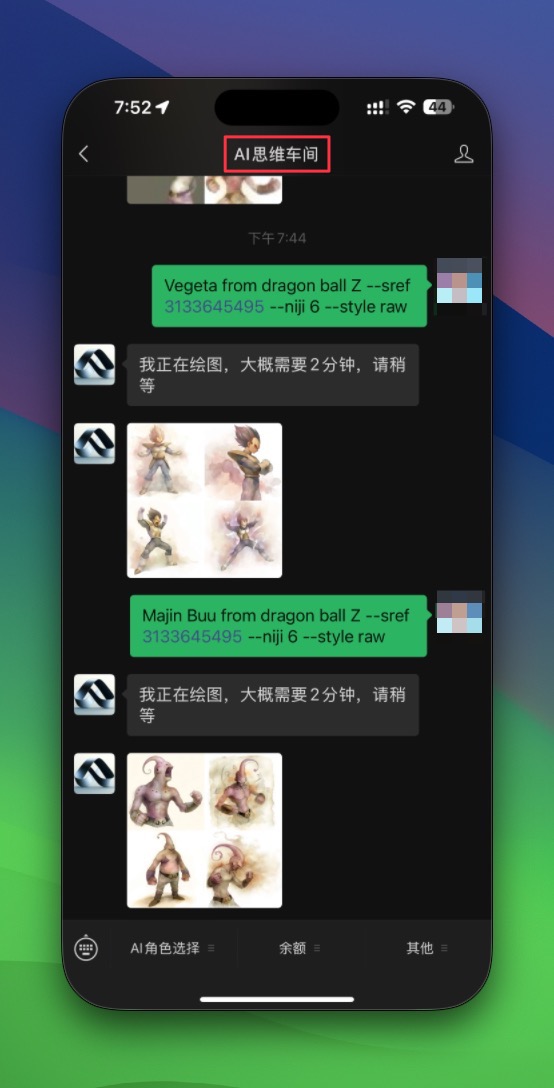 7:52
44
AI思维车间
下午7:44
Vegeta from dragon ball Z --sref
3133645495 --niji 6 --style raw
我正在绘图，大概需要2分钟，请稍
等
Majin Buu from dragon ball Z --sref
3133645495 --niji 6 --style raw
我正在绘图，大概需要2分钟，请稍
等
AI角色选择
余额
其他